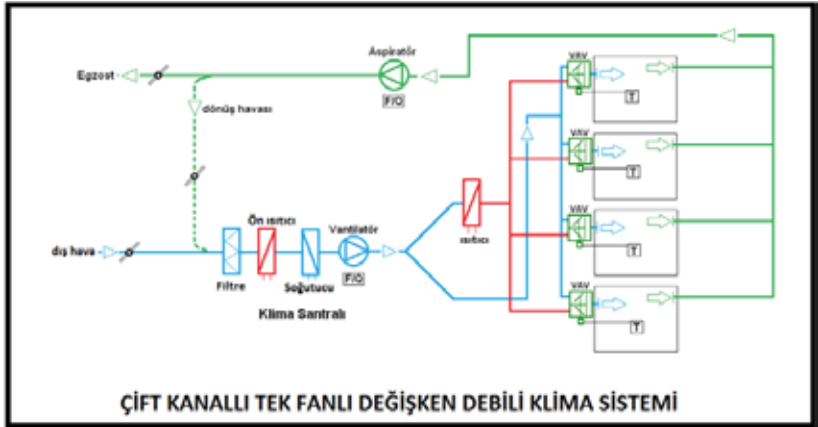 Aspiratör
Egzost
F/Q
dönüş havası
VAV
T
VAV
T
VAV
T
VAV
T
Ön ısıtıcı
Vantilatör
ısıtıcı
dış hava
Filtre
Soğutucu
F/Q
Klima Santralı
ÇİFT KANALLI TEK FANLI DEĞİŞKEN DEBİLİ KLİMA SİSTEMİ